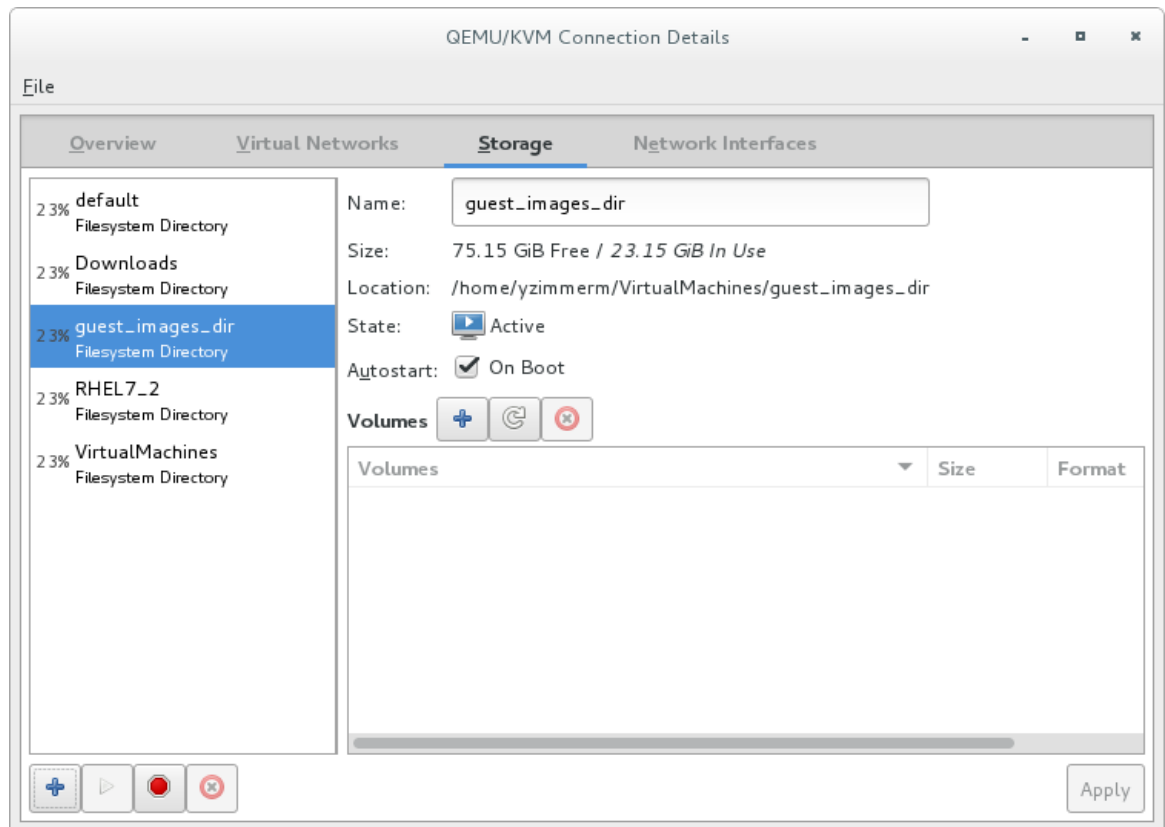 QEMU/KVM Connection Details
File
Overview Virtual Networks Storage Network Interfaces
23% default
Filesystem Directory
23% Downloads
Filesystem Directory
23% guest_images_dir
Filesystem Directory
23% RHEL7_2
Filesystem Directory
23% VirtualMachines
Filesystem Directory
Name: guest_images_dir
Size: 75.15 GiB Free / 23.15 GiB In Use
Location: /home/yzimmerm/VirtualMachines/guest_images_dir
State: Active
Autostart: On Boot
Volumes
Volumes Size Format
Apply